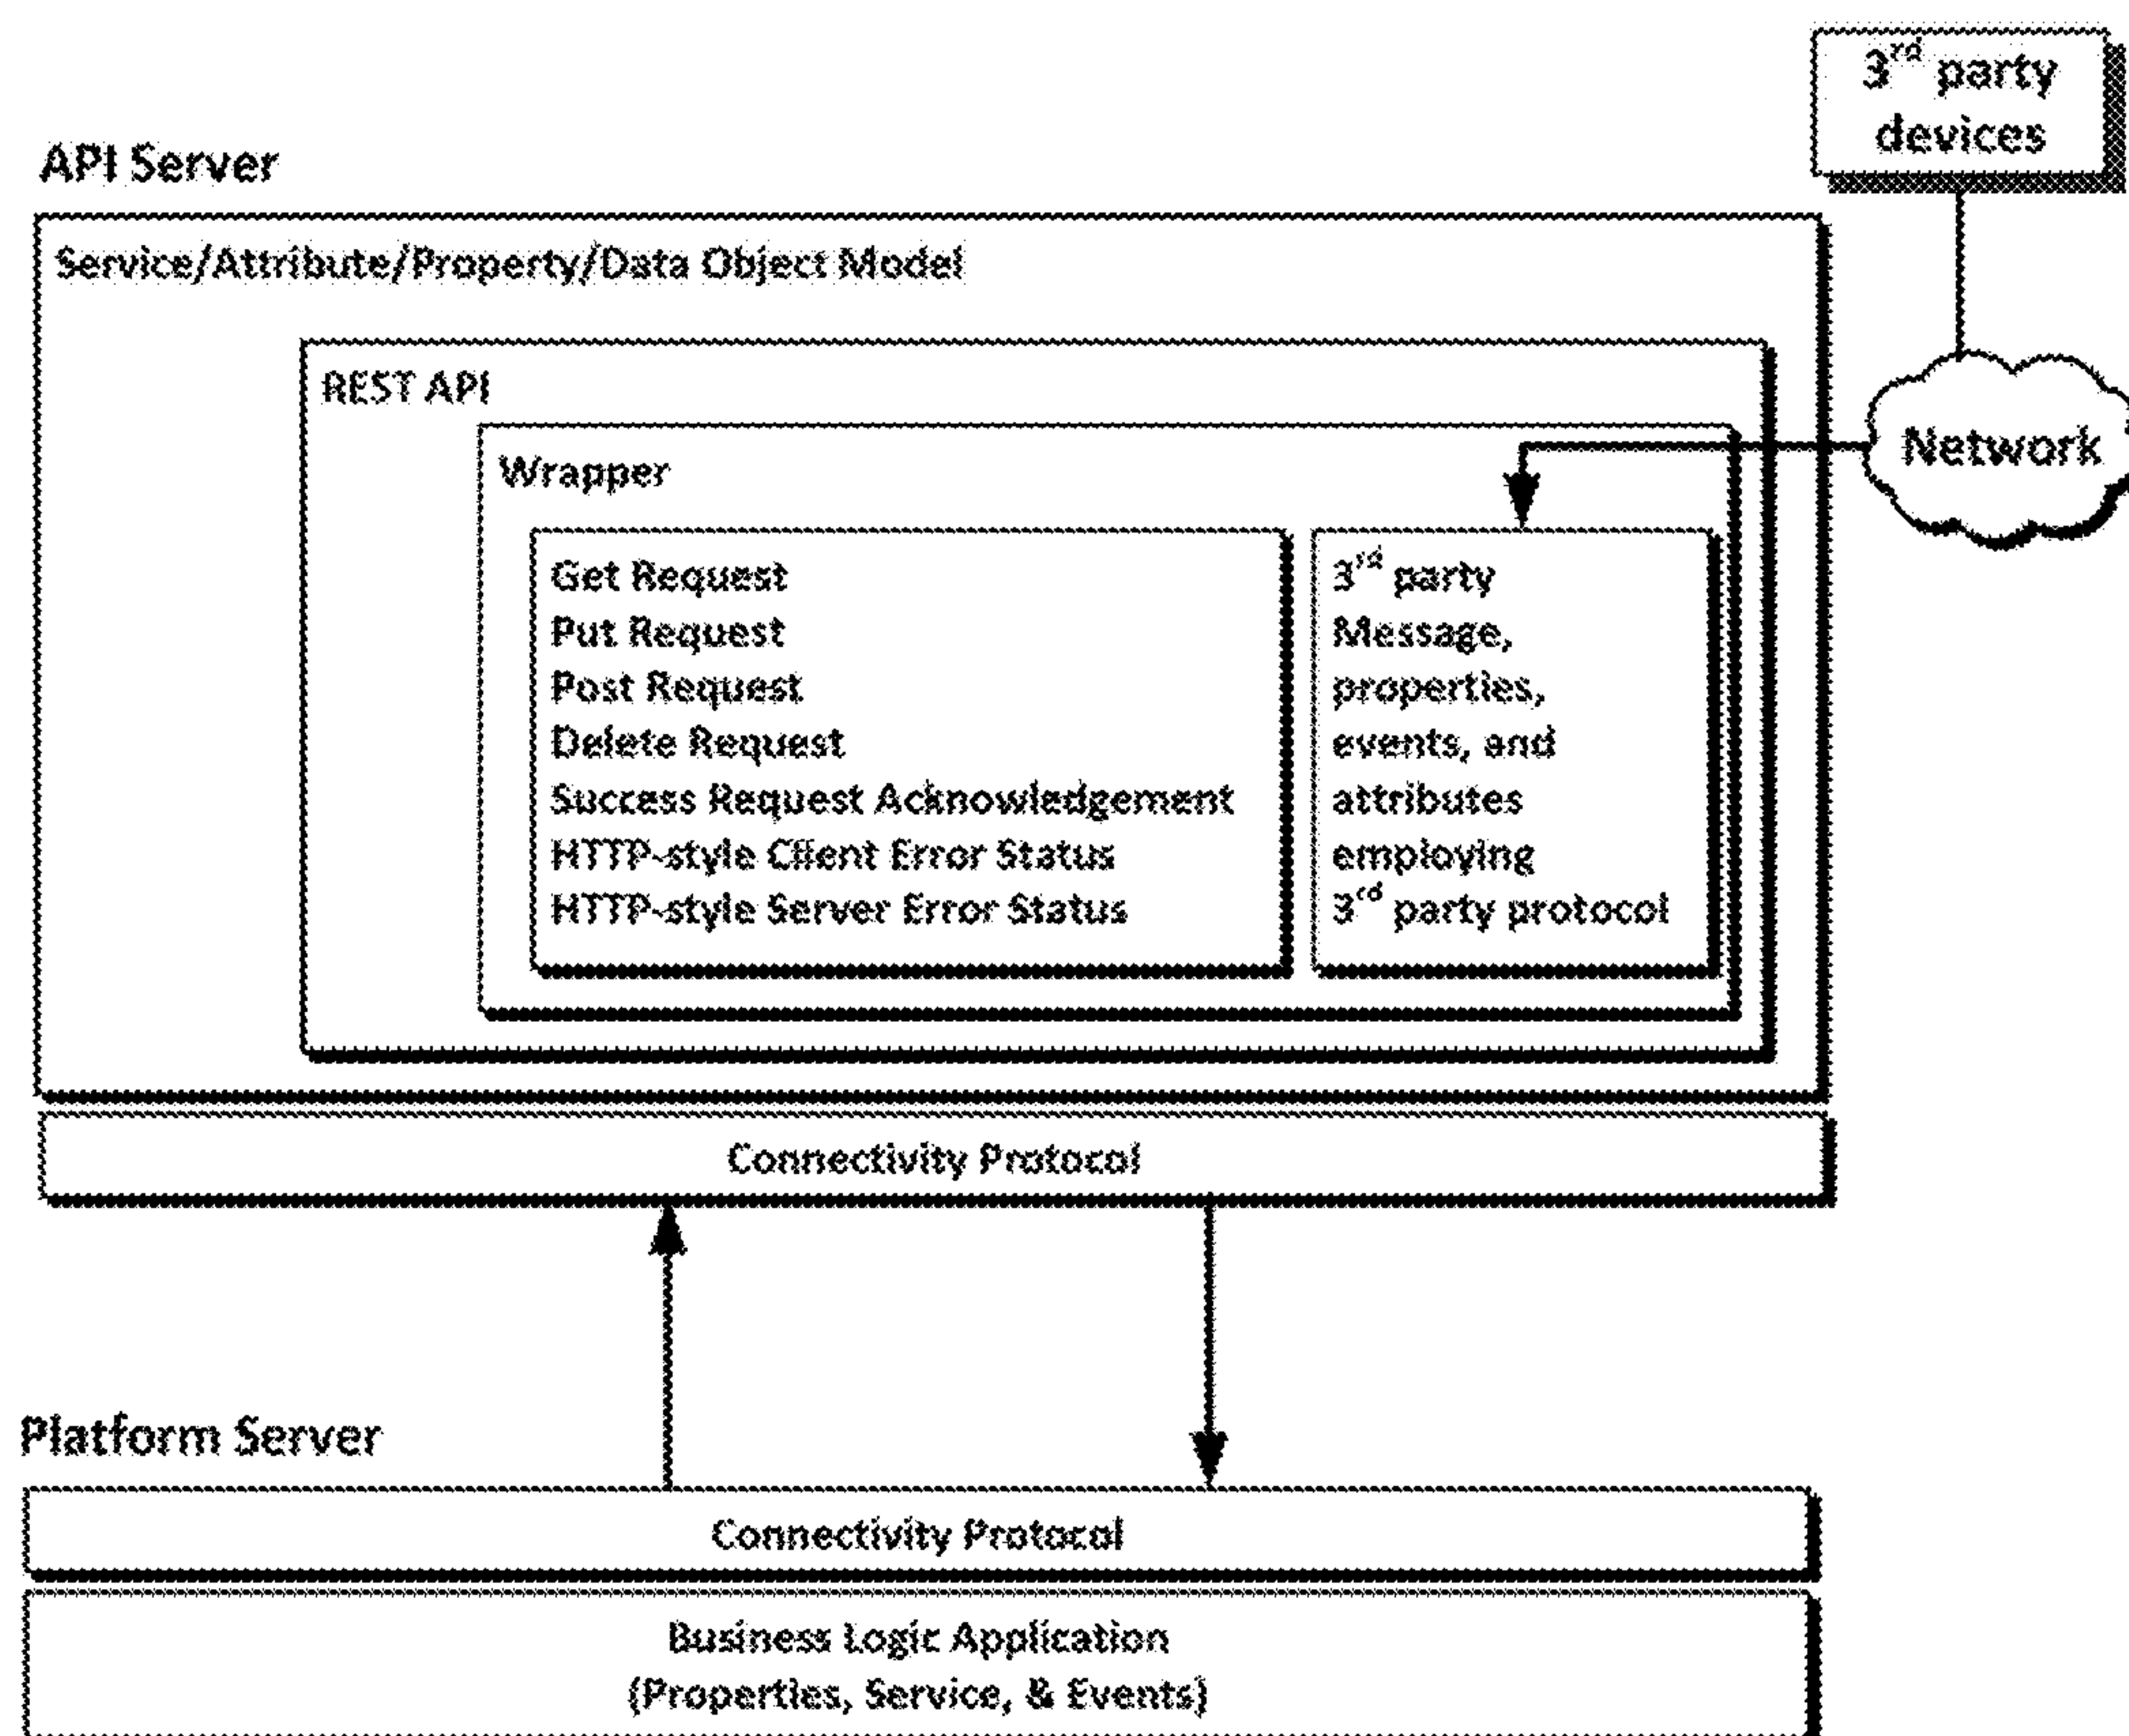 3rd party
devices
API Server
Service/Attribute/Property/Data Object Model
REST API
Network
Wrapper
Get Request
Put Request
Post Request
Delete Request
Success Request Acknowledgement
HTTP-style Client Error Status
HTTP-style Server Error Status
3rd party
Message,
properties,
events, and
attributes
employing
3rd party protocol
Connectivity Protocol
Platform Server
Connectivity Protocol
Business Logic Application
(Properties, Service, & Events)